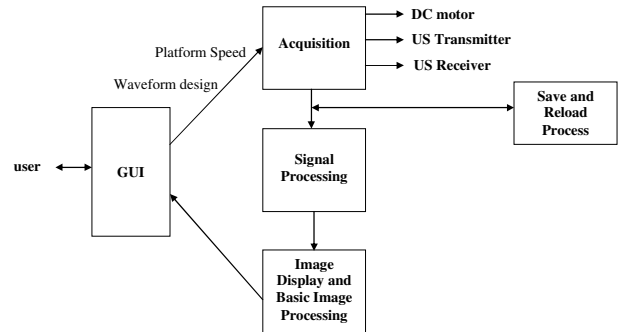 DC motor
Platform Speed
Acquisition
US Transmitter
US Receiver
Waveform design
Save and
Reload
Process
user
GUI
Signal
Processing
Image
Display and
Basic Image
Processing